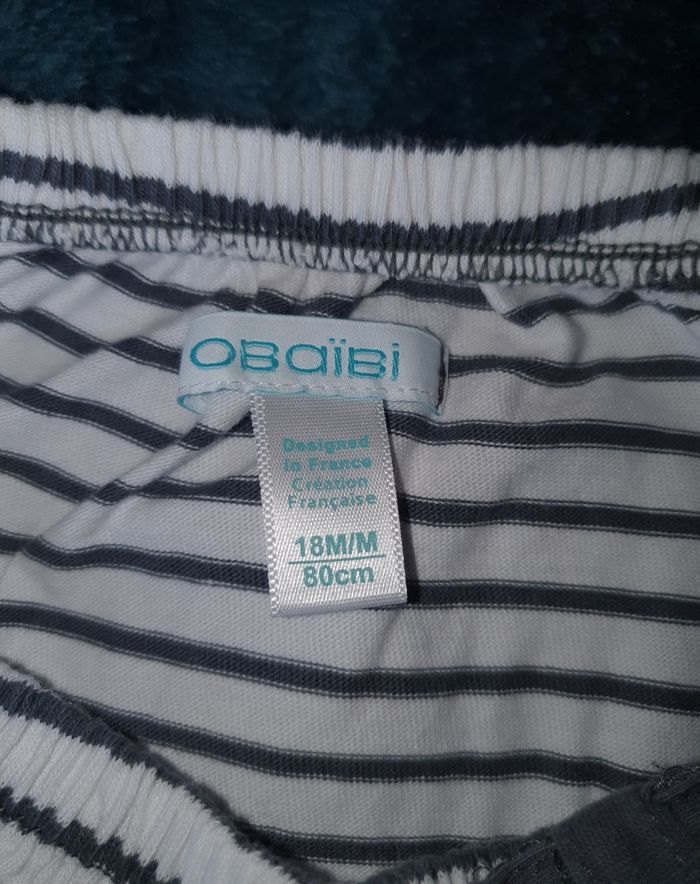 OBaïBi
Designed
in France
Création
Française
18M/M
80cm